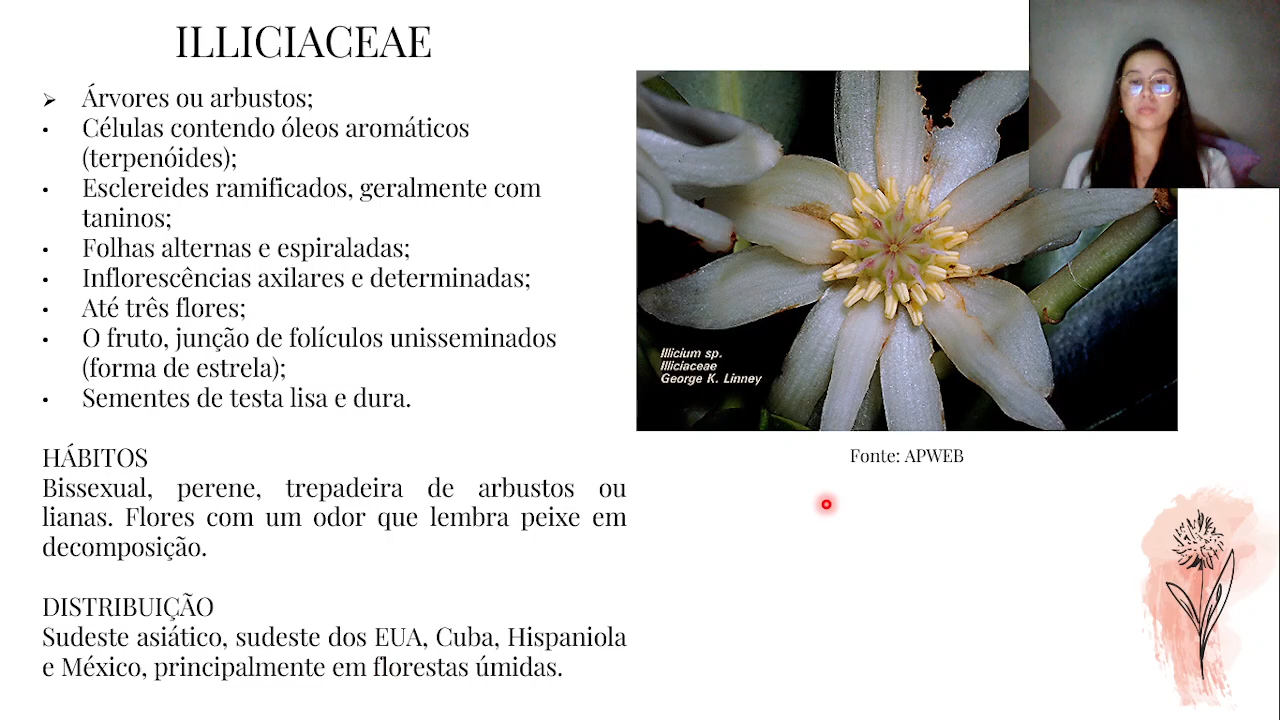 ILLICIACEAE
➢ Árvores ou arbustos;
• Células contendo óleos aromáticos
(terpenóides);
• Esclereides ramificados, geralmente com
taninos;
• Folhas alternas e espiraladas;
• Inflorescências axilares e determinadas;
• Até três flores;
• O fruto, junção de folículos unisseminados
(forma de estrela);
• Sementes de testa lisa e dura.
HÁBITOS
Bissexual, perene, trepadeira de arbustos ou
lianas. Flores com um odor que lembra peixe em
decomposição.
DISTRIBUIÇÃO
Sudeste asiático, sudeste dos EUA, Cuba, Hispaniola
e México, principalmente em florestas úmidas.
Illicium sp.
Illiciaceae
George K. Linney
Fonte: APWEB